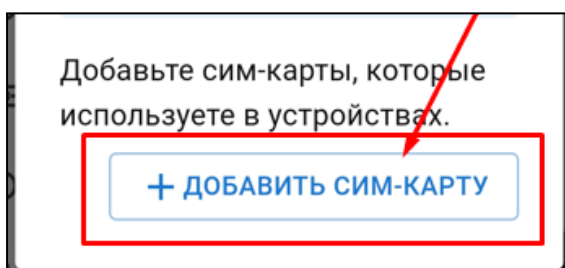 Добавьте сим-карты, которые
используете в устройствах.
+ ДОБАВИТЬ СИМ-КАРТУ